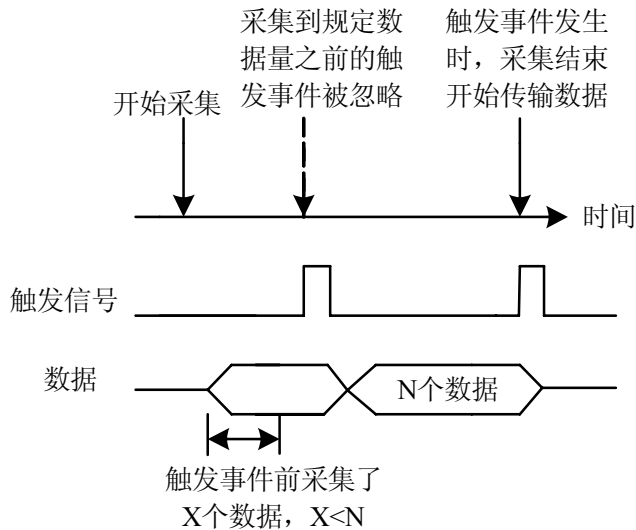 采集到规定数
据量之前的触
发事件被忽略
触发事件发生
时，采集结束
开始传输数据
开始采集
时间
触发信号
数据
N个数据
触发事件前采集了
X个数据，X<N